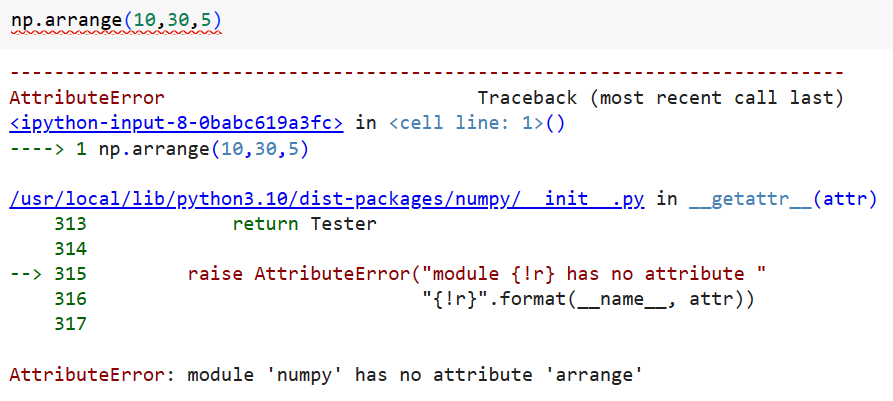 np.arrange(10,30,5)
---------------------------------------------------------------------------
AttributeError                            Traceback (most recent call last)
<ipython-input-8-0babc619a3fc> in <cell line: 1>()
----> 1 np.arrange(10,30,5)
/usr/local/lib/python3.10/dist-packages/numpy/__init__.py in __getattr__(attr)
    313             return Tester
    314
--> 315         raise AttributeError("module {!r} has no attribute "
    316                              "{!r}".format(__name__, attr))
    317
AttributeError: module 'numpy' has no attribute 'arrange'